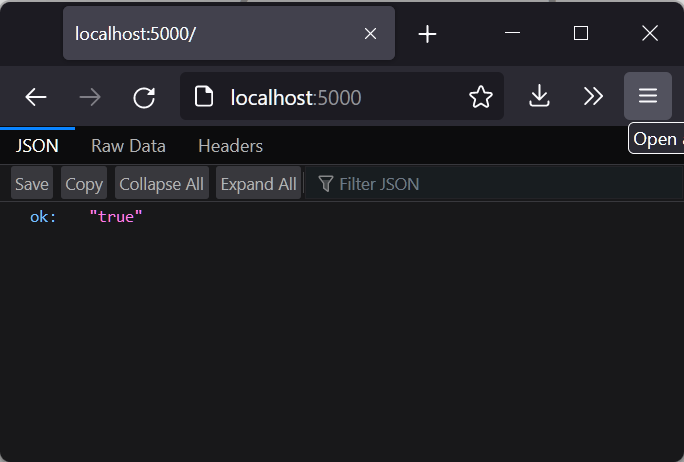 localhost:5000/
localhost:5000
Open a
JSON Raw Data Headers
Save Copy Collapse All Expand All Filter JSON
ok: "true"